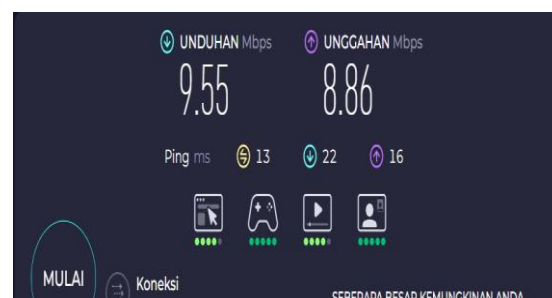 UNDUHAN Mbps UNGGAHAN Mbps
9.55 8.86
Ping ms 13 22 16
MULAI
Koneksi
SEBERAPA BESAR KEMUNGKINAN ANDA